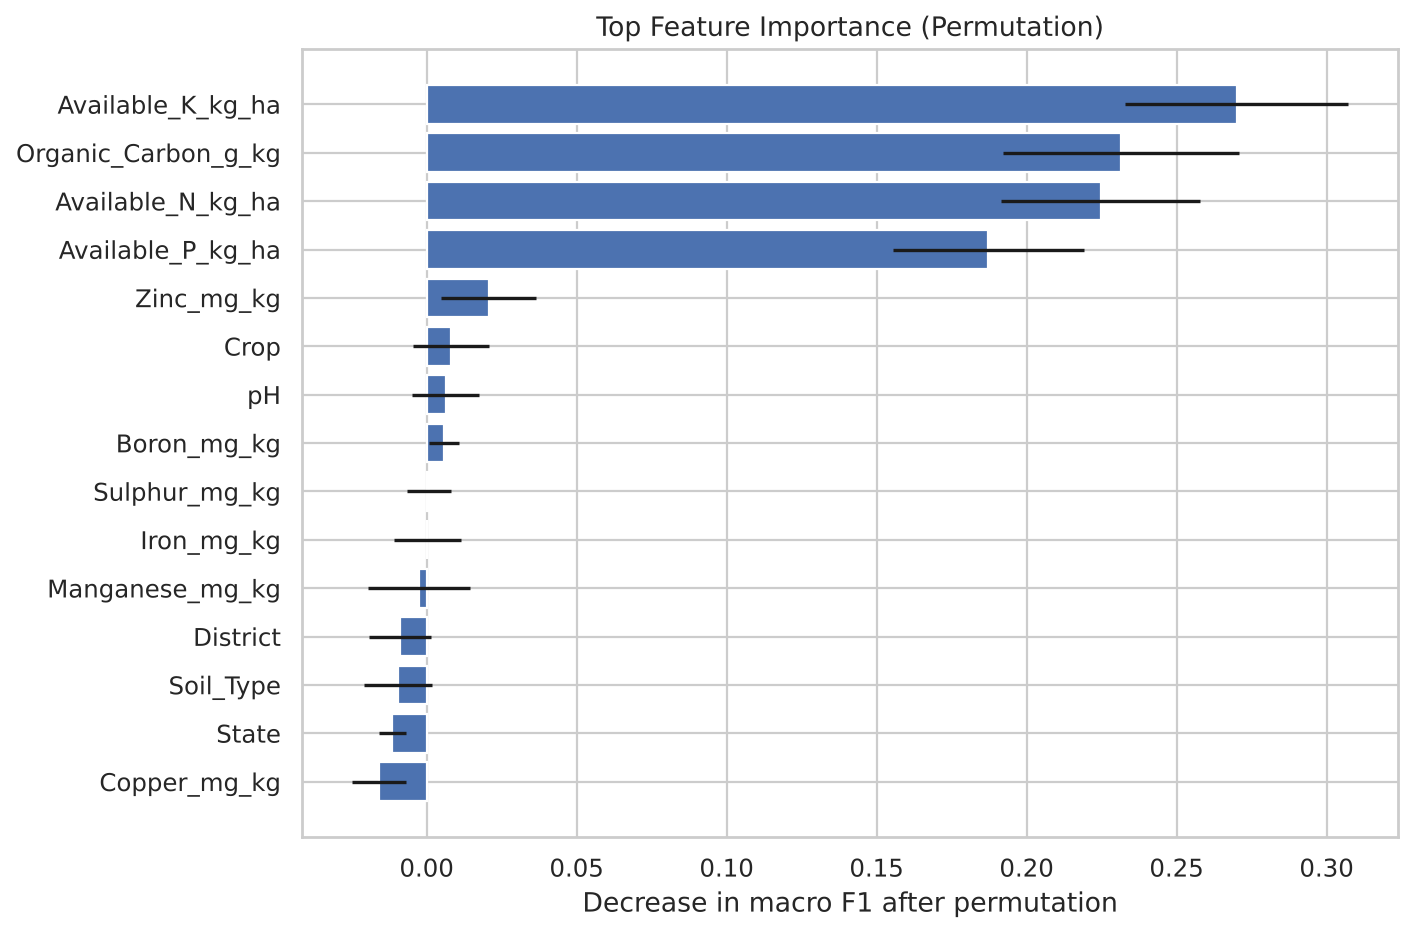 Top Feature Importance (Permutation)
Available_K_kg_ha
Organic_Carbon_g_kg
Available_N_kg_ha
Available_P_kg_ha
Zinc_mg_kg
Crop
pH
Boron_mg_kg
Sulphur_mg_kg
Iron_mg_kg
Manganese_mg_kg
District
Soil_Type
State
Copper_mg_kg
0.00 0.05 0.10 0.15 0.20 0.25 0.30
Decrease in macro F1 after permutation